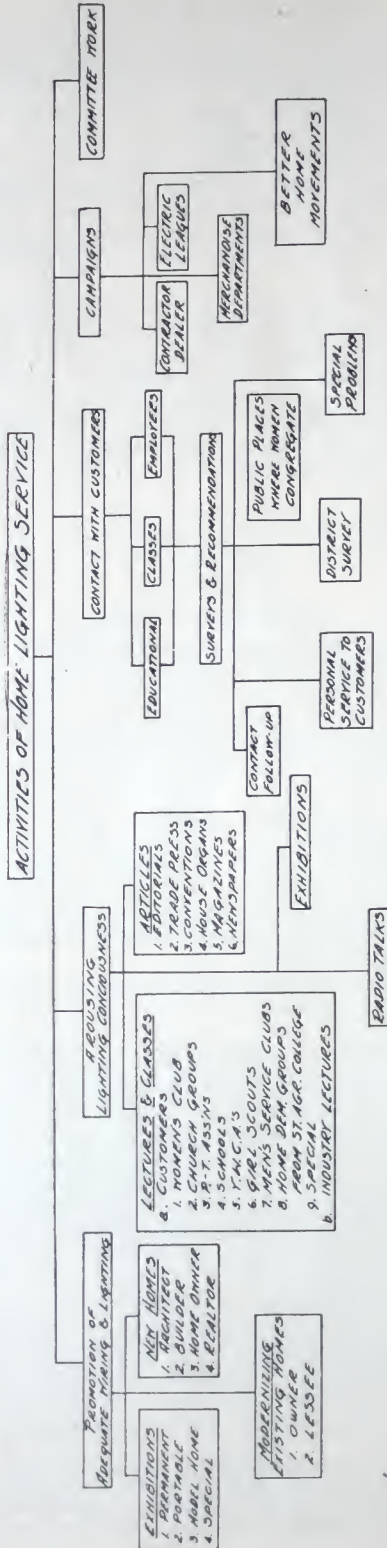 ACTIVITIES OF HOME LIGHTING SERVICE
PROMOTION OF
ADEQUATE WIRING & LIGHTING
EXHIBITIONS
1. PERMANENT
2. PORTABLE
3. MODEL HOME
4. SPECIAL
NEW HOMES
1. ARCHITECT
2. BUILDER
3. HOME OWNER
4. REALTOR
MODERNIZING
EXISTING HOMES
1. OWNER
2. LESSEE
AROUSING
LIGHTING CONCIOUSNESS
LECTURES & CLASSES
a. CUSTOMERS
1. WOMENS CLUB
2. CHURCH GROUPS
3. P-T. ASS'NS
4. SCHOOLS
5. Y.W.C.A.'S
6. GIRL SCOUTS
7. MENS SERVICE CLUBS
8. HOME DEM. GROUPS
FROM ST. AGR. COLLEGE
9. SPECIAL
b. INDUSTRY LECTURES
ARTICLES
1. EDITORIALS
2. TRADE PRESS
3. CONVENTIONS
4. HOUSE ORGANS
5. MAGAZINES
6. NEWSPAPERS
EXHIBITIONS
RADIO TALKS
CONTACT WITH CUSTOMERS
EDUCATIONAL
CLASSES
EMPLOYEES
SURVEYS & RECOMMENDATIONS
CONTACT
FOLLOW-UP
PUBLIC PLACES
WHERE WOMEN
CONGREGATE
PERSONAL
SERVICE TO
CUSTOMERS
DISTRICT
SURVEY
SPECIAL
PROBLEMS
CAMPAIGNS
CONTRACTOR
DEALER
ELECTRIC
LEAGUES
MERCHANDISE
DEPARTMENTS
BETTER
HOME
MOVEMENTS
COMMITTEE WORK